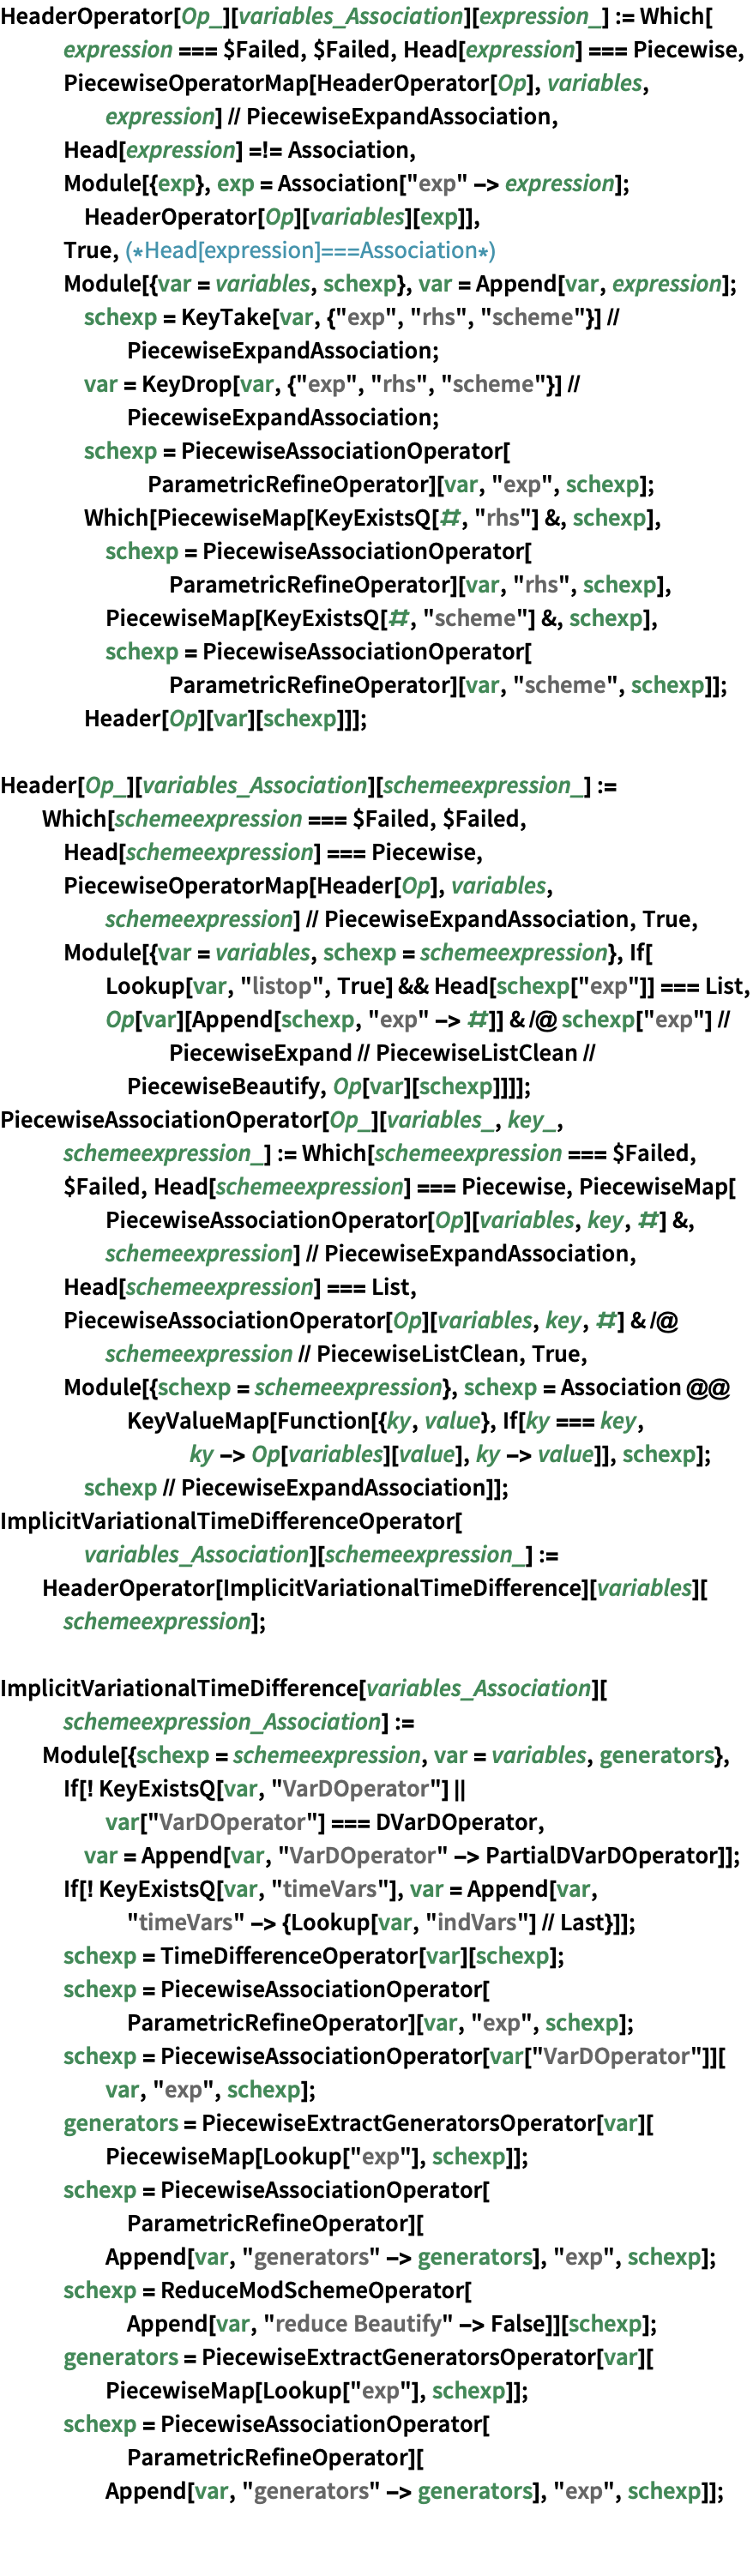 HeaderOperator[Op_][variables_Association][expression_] := Which[
expression === $Failed, $Failed, Head[expression] === Piecewise,
PiecewiseOperatorMap[HeaderOperator[Op], variables,
expression] // PiecewiseExpandAssociation,
Head[expression] =!= Association,
Module[{exp}, exp = Association["exp" -> expression];
HeaderOperator[Op][variables][exp]],
True, (*Head[expression]===Association*)
Module[{var = variables, schexp}, var = Append[var, expression];
schexp = KeyTake[var, {"exp", "rhs", "scheme"}] //
PiecewiseExpandAssociation;
var = KeyDrop[var, {"exp", "rhs", "scheme"}] //
PiecewiseExpandAssociation;
schexp = PiecewiseAssociationOperator[
ParametricRefineOperator][var, "exp", schexp];
Which[PiecewiseMap[KeyExistsQ[#, "rhs"] &, schexp],
schexp = PiecewiseAssociationOperator[
ParametricRefineOperator][var, "rhs", schexp],
PiecewiseMap[KeyExistsQ[#, "scheme"] &, schexp],
schexp = PiecewiseAssociationOperator[
ParametricRefineOperator][var, "scheme", schexp]];
Header[Op][var][schexp]]];
Header[Op_][variables_Association][schemeexpression_] :=
Which[schemeexpression === $Failed, $Failed,
Head[schemeexpression] === Piecewise,
PiecewiseOperatorMap[Header[Op], variables,
schemeexpression] // PiecewiseExpandAssociation, True,
Module[{var = variables, schexp = schemeexpression}, If[
Lookup[var, "listop", True] && Head[schexp["exp"]] === List,
Op[var][Append[schexp, "exp" -> #]] & /@ schexp["exp"] //
PiecewiseExpand // PiecewiseListClean //
PiecewiseBeautify, Op[var][schexp]]]];
PiecewiseAssociationOperator[Op_][variables_, key_,
schemeexpression_] := Which[schemeexpression === $Failed,
$Failed, Head[schemeexpression] === Piecewise, PiecewiseMap[
PiecewiseAssociationOperator[Op][variables, key, #] &,
schemeexpression] // PiecewiseExpandAssociation,
Head[schemeexpression] === List,
PiecewiseAssociationOperator[Op][variables, key, #] & /@
schemeexpression // PiecewiseListClean, True,
Module[{schexp = schemeexpression}, schexp = Association @@
KeyValueMap[Function[{ky, value}, If[ky === key,
ky -> Op[variables][value], ky -> value]], schexp];
schexp // PiecewiseExpandAssociation]];
ImplicitVariationalTimeDifferenceOperator[
variables_Association][schemeexpression_] :=
HeaderOperator[ImplicitVariationalTimeDifference][variables][
schemeexpression];
ImplicitVariationalTimeDifference[variables_Association][
schemeexpression_Association] :=
Module[{schexp = schemeexpression, var = variables, generators},
If[! KeyExistsQ[var, "VarDOperator"] ||
var["VarDOperator"] === DVarDOperator,
var = Append[var, "VarDOperator" -> PartialDVarDOperator]];
If[! KeyExistsQ[var, "timeVars"], var = Append[var,
"timeVars" -> {Lookup[var, "indVars"] // Last}]];
schexp = TimeDifferenceOperator[var][schexp];
schexp = PiecewiseAssociationOperator[
ParametricRefineOperator][var, "exp", schexp];
schexp = PiecewiseAssociationOperator[var["VarDOperator"]][
var, "exp", schexp];
generators = PiecewiseExtractGeneratorsOperator[var][
PiecewiseMap[Lookup["exp"], schexp]];
schexp = PiecewiseAssociationOperator[
ParametricRefineOperator][
Append[var, "generators" -> generators], "exp", schexp];
schexp = ReduceModSchemeOperator[
Append[var, "reduce Beautify" -> False]][schexp];
generators = PiecewiseExtractGeneratorsOperator[var][
PiecewiseMap[Lookup["exp"], schexp]];
schexp = PiecewiseAssociationOperator[
ParametricRefineOperator][
Append[var, "generators" -> generators], "exp", schexp]];